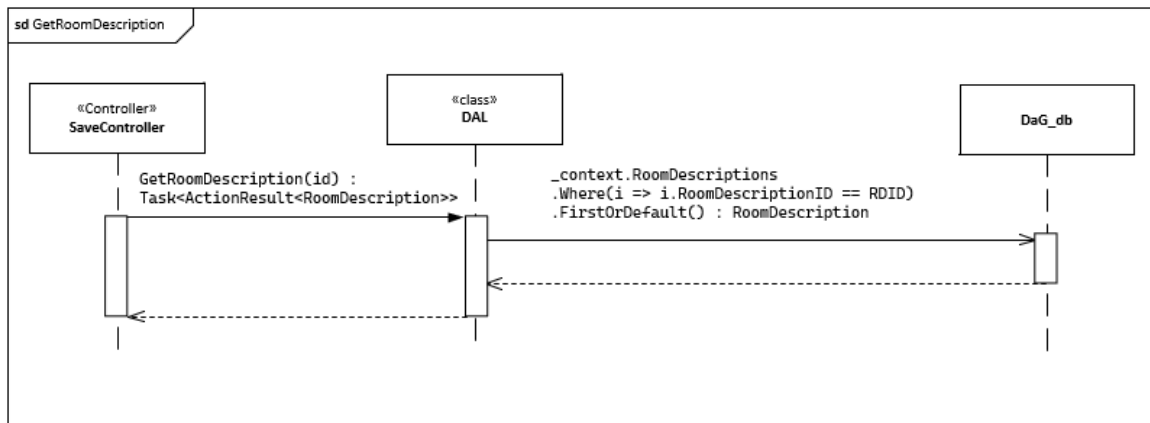 sd GetRoomDescription
«Controller»
SaveController
«class»
DAL
DaG_db
GetRoomDescription(id) :
Task<ActionResult<RoomDescription>>
_context.RoomDescriptions
.Where(i => i.RoomDescriptionID == RDID)
.FirstOrDefault() : RoomDescription